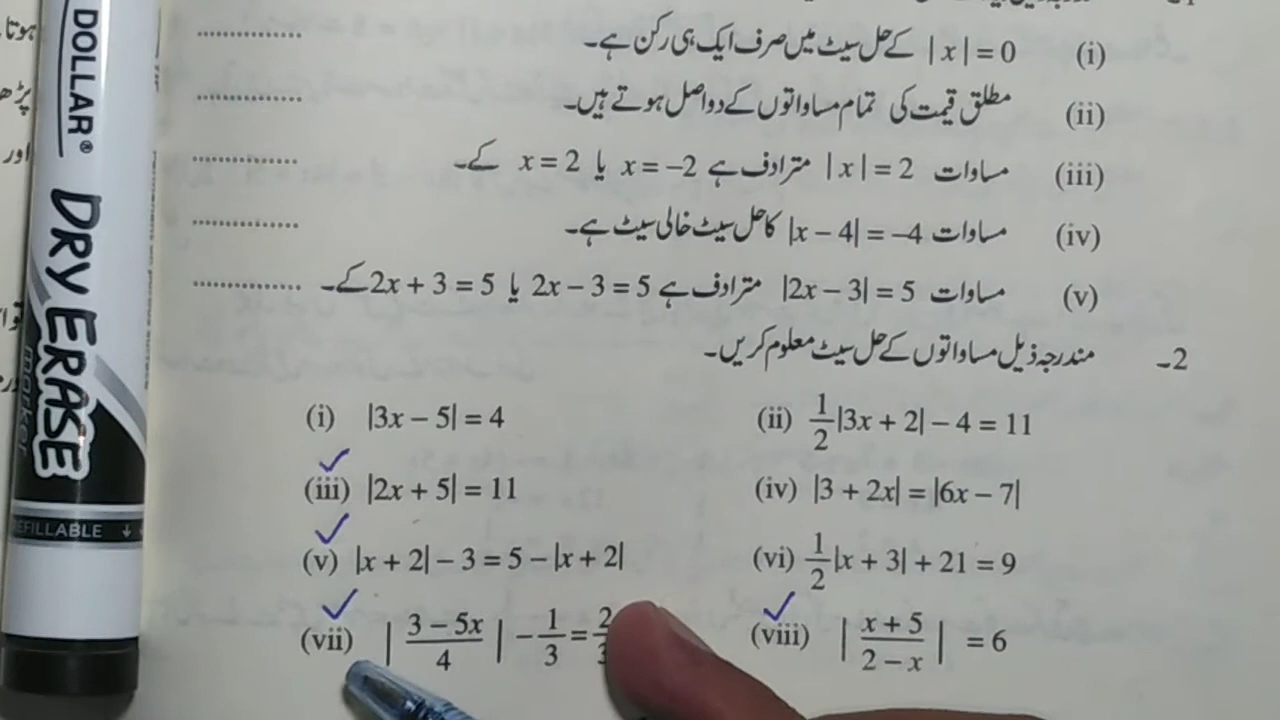 (i) |x| = 0 کے حل سیٹ میں صرف ایک ہی رکن ہے۔ ..............
(ii) مطلق قیمت کی تمام مساواتوں کے دو اصل ہوتے ہیں۔ ..............
(iii) مساوات |x| = 2 مترادف ہے x = –2 یا x = 2 کے۔ ..............
(iv) مساوات |x – 4| = –4 کا حل سیٹ خالی سیٹ ہے۔ ..............
(v) مساوات |2x – 3| = 5 مترادف ہے 2x – 3 = 5 یا 2x + 3 = 5 کے۔ ..............
2۔ مندرجہ ذیل مساواتوں کے حل سیٹ معلوم کریں۔
(i) |3x – 5| = 4 (ii) 1/2 |3x + 2| – 4 = 11
(iii) |2x + 5| = 11 (iv) |3 + 2x| = |6x – 7|
(v) |x + 2| – 3 = 5 – |x + 2| (vi) 1/2 |x + 3| + 21 = 9
(vii) | (3 – 5x)/4 | – 1/3 = 2/3 (viii) | (x + 5)/(2 – x) | = 6
DOLLAR®
DRY ERASE
marker
REFILLABLE
ہوتا
اور